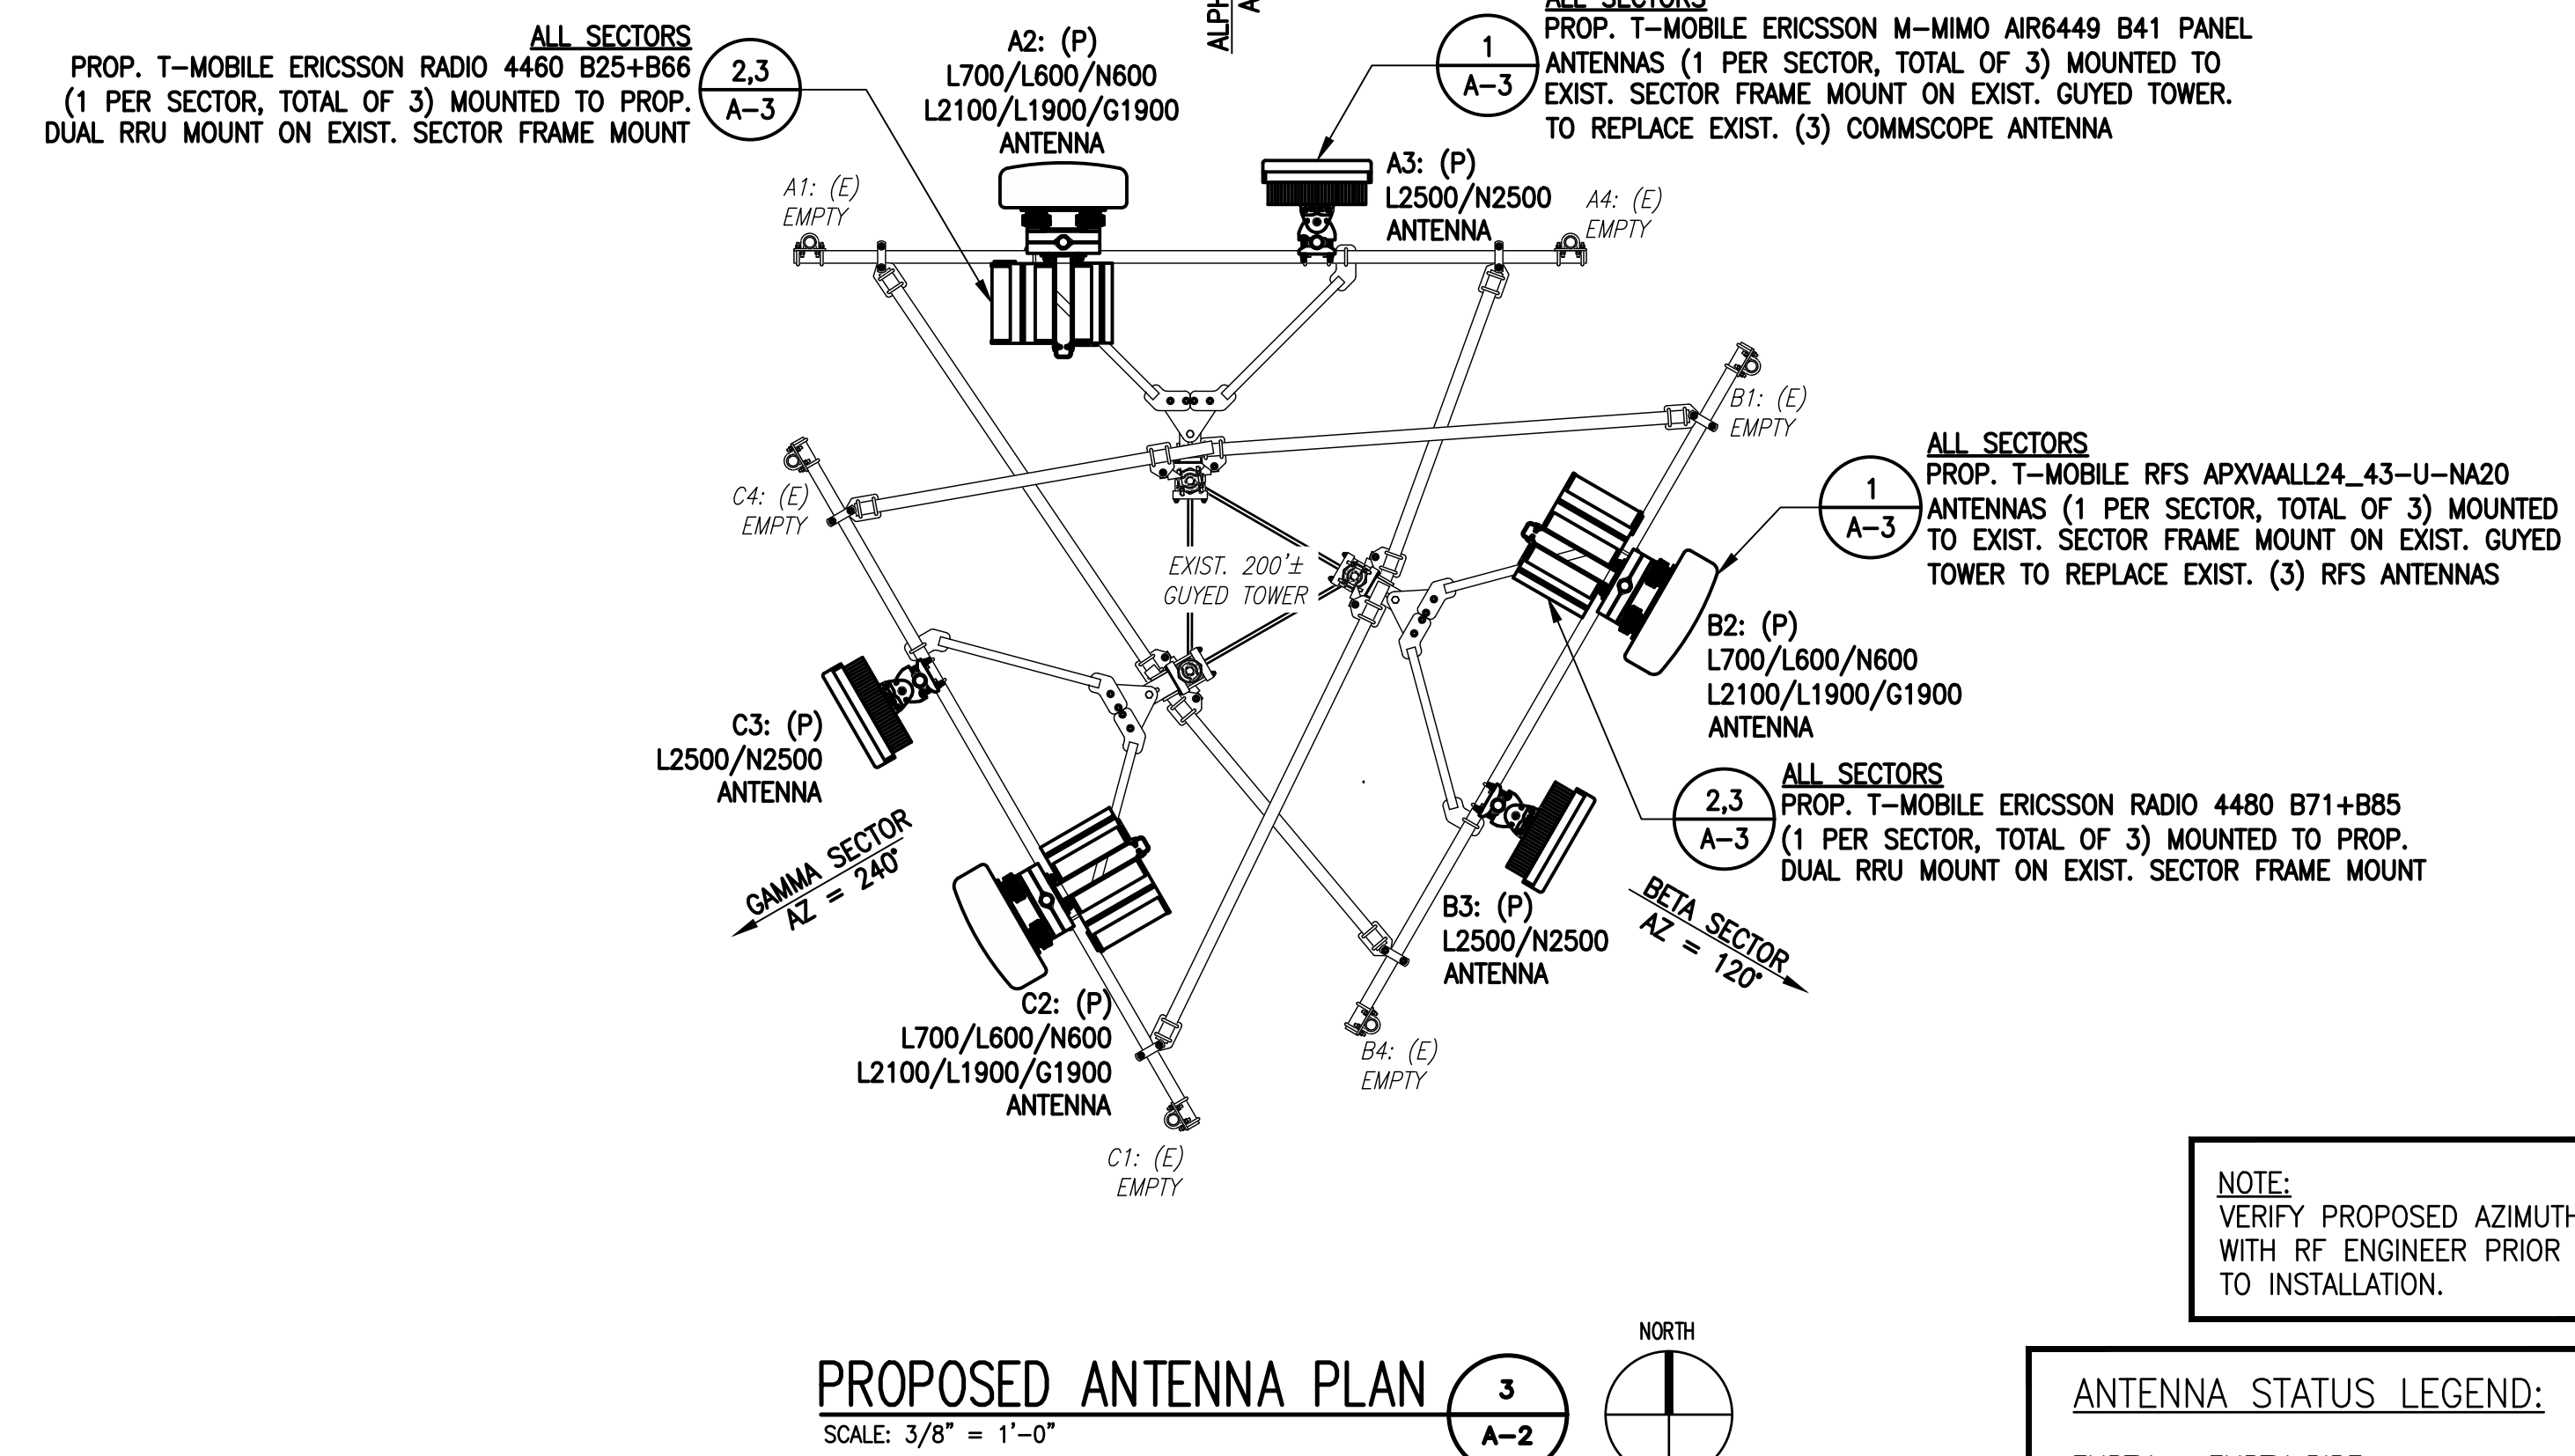 ALL SECTORS
PROP. T-MOBILE ERICSSON RADIO 4460 B25+B66
(1 PER SECTOR, TOTAL OF 3) MOUNTED TO PROP.
DUAL RRU MOUNT ON EXIST. SECTOR FRAME MOUNT
2,3
A-3
A2: (P)
L700/L600/N600
L2100/L1900/G1900
ANTENNA
ALPH
A
1
A-3
ALL SECTORS
PROP. T-MOBILE ERICSSON M-MIMO AIR6449 B41 PANEL
ANTENNAS (1 PER SECTOR, TOTAL OF 3) MOUNTED TO
EXIST. SECTOR FRAME MOUNT ON EXIST. GUYED TOWER.
TO REPLACE EXIST. (3) COMMSCOPE ANTENNA
A1: (E)
EMPTY
A3: (P)
L2500/N2500
ANTENNA
A4: (E)
EMPTY
B1: (E)
EMPTY
C4: (E)
EMPTY
EXIST. 200'±
GUYED TOWER
1
A-3
ALL SECTORS
PROP. T-MOBILE RFS APXVAALL24_43-U-NA20
ANTENNAS (1 PER SECTOR, TOTAL OF 3) MOUNTED
TO EXIST. SECTOR FRAME MOUNT ON EXIST. GUYED
TOWER TO REPLACE EXIST. (3) RFS ANTENNAS
B2: (P)
L700/L600/N600
L2100/L1900/G1900
ANTENNA
C3: (P)
L2500/N2500
ANTENNA
2,3
A-3
ALL SECTORS
PROP. T-MOBILE ERICSSON RADIO 4480 B71+B85
(1 PER SECTOR, TOTAL OF 3) MOUNTED TO PROP.
DUAL RRU MOUNT ON EXIST. SECTOR FRAME MOUNT
GAMMA SECTOR
AZ = 240°
B3: (P)
L2500/N2500
ANTENNA
BETA SECTOR
AZ = 120°
C2: (P)
L700/L600/N600
L2100/L1900/G1900
ANTENNA
B4: (E)
EMPTY
C1: (E)
EMPTY
NOTE:
VERIFY PROPOSED AZIMUTH
WITH RF ENGINEER PRIOR
TO INSTALLATION.
PROPOSED ANTENNA PLAN
SCALE: 3/8" = 1'-0"
3
A-2
NORTH
ANTENNA STATUS LEGEND: